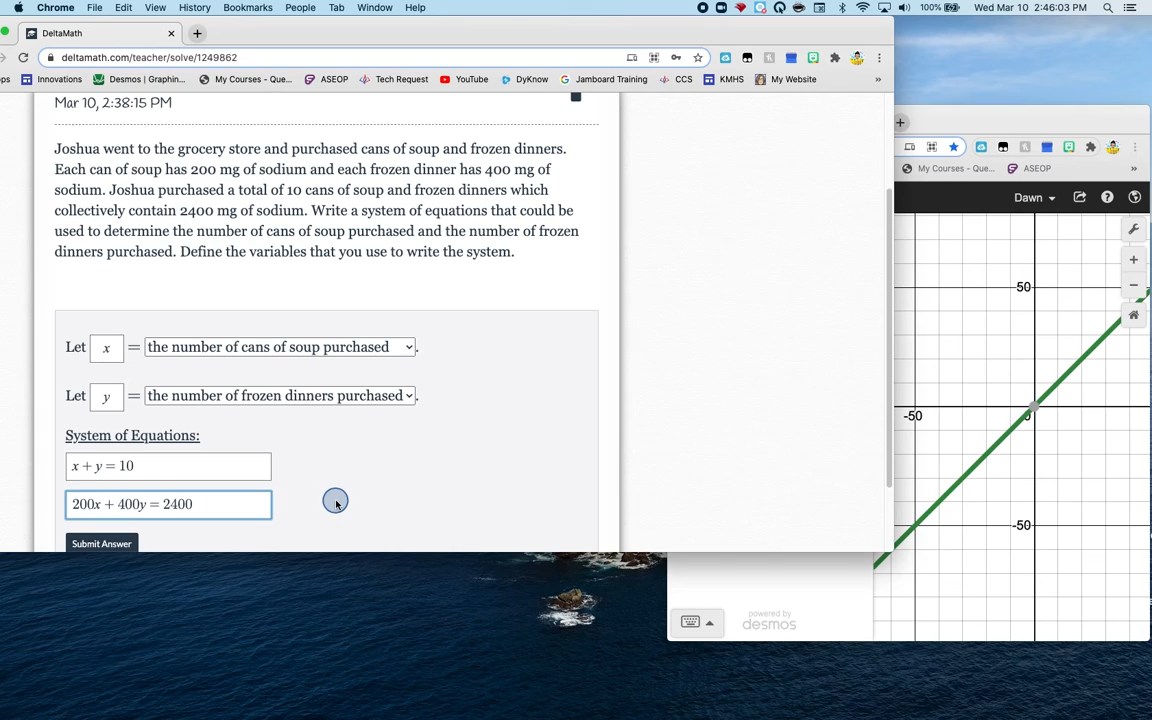 Chrome File Edit View History Bookmarks People Tab Window Help 100% Wed Mar 10 2:46:03 PM
DeltaMath
deltamath.com/teacher/solve/1249862
ps Innovations Desmos | Graphin... My Courses - Que... ASEOP Tech Request YouTube DyKnow Jamboard Training CCS KMHS My Website »
Mar 10, 2:38:15 PM
Joshua went to the grocery store and purchased cans of soup and frozen dinners.
Each can of soup has 200 mg of sodium and each frozen dinner has 400 mg of
sodium. Joshua purchased a total of 10 cans of soup and frozen dinners which
collectively contain 2400 mg of sodium. Write a system of equations that could be
used to determine the number of cans of soup purchased and the number of frozen
dinners purchased. Define the variables that you use to write the system.
Let x = the number of cans of soup purchased .
Let y = the number of frozen dinners purchased .
System of Equations:
x + y = 10
200x + 400y = 2400
Submit Answer
My Courses - Que... ASEOP »
Dawn
50
-50 0
-50
powered by
desmos